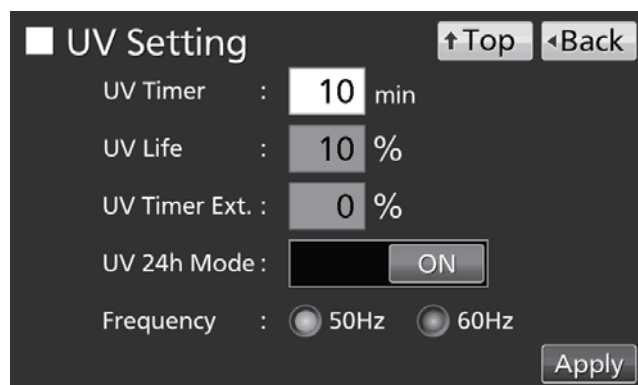 UV Setting ↑Top ◂Back
UV Timer : 10 min
UV Life : 10 %
UV Timer Ext. : 0 %
UV 24h Mode : ON
Frequency : 50Hz 60Hz
Apply